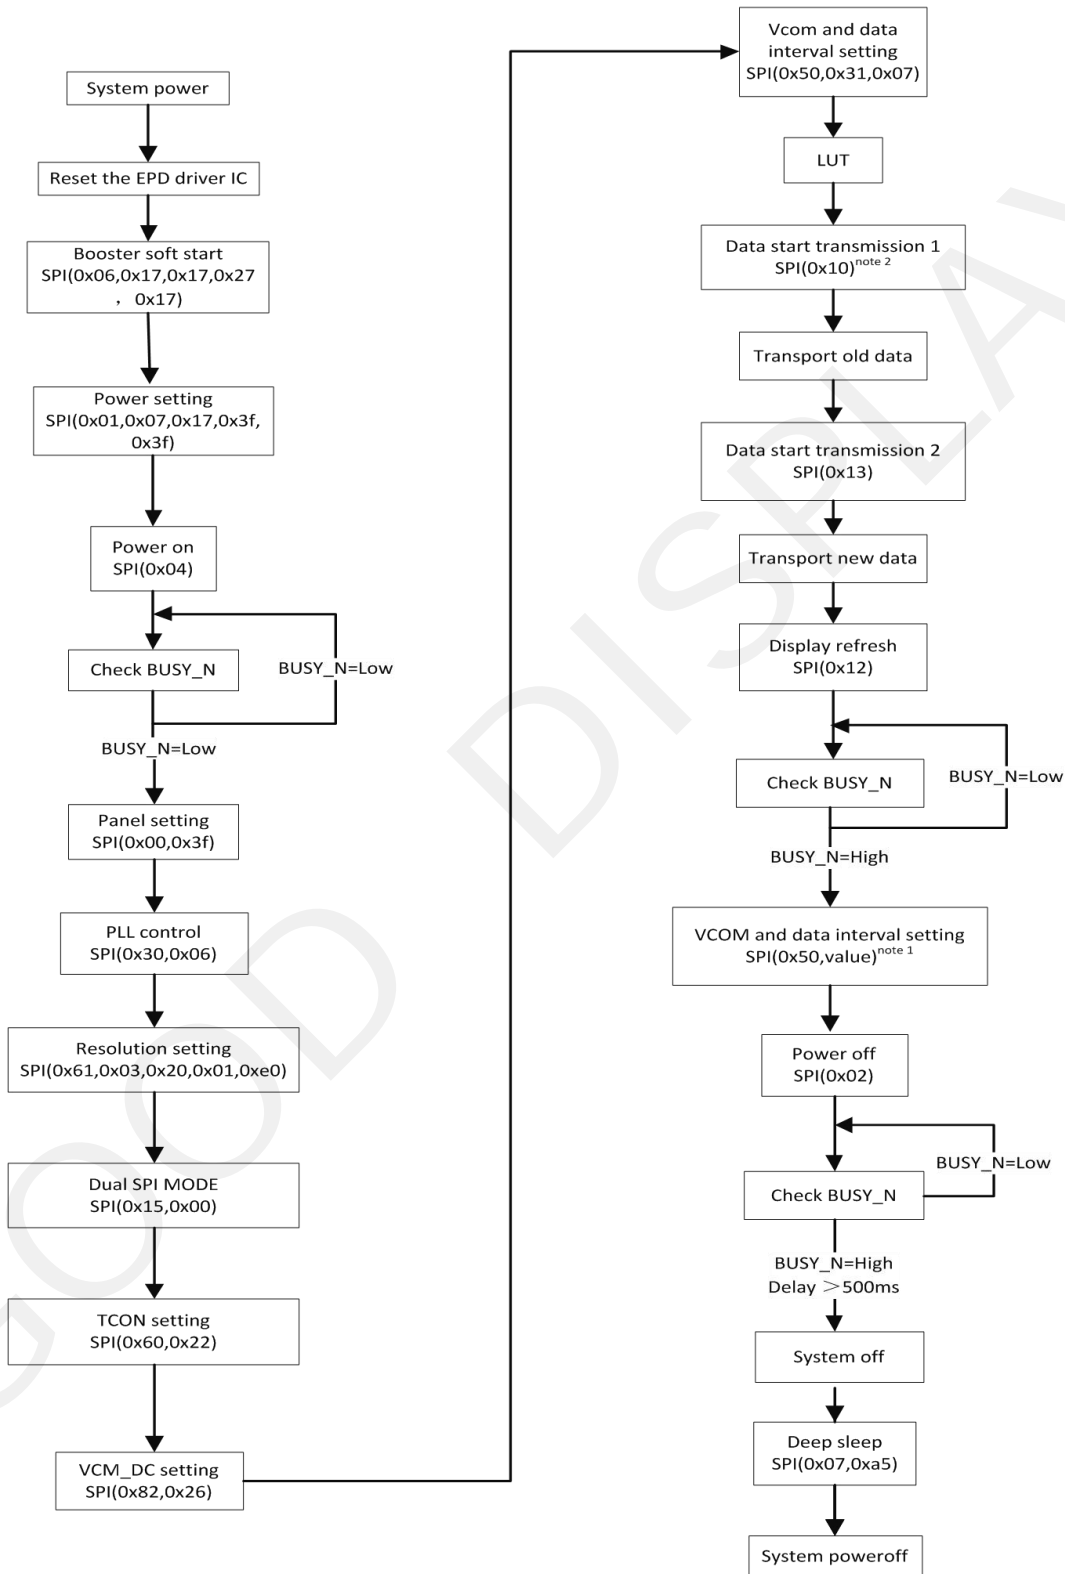 System power
Reset the EPD driver IC
Booster soft start
SPI(0x06,0x17,0x17,0x27
， 0x17)
Power setting
SPI(0x01,0x07,0x17,0x3f,
0x3f)
Power on
SPI(0x04)
Check BUSY_N
BUSY_N=Low
BUSY_N=Low
Panel setting
SPI(0x00,0x3f)
PLL control
SPI(0x30,0x06)
Resolution setting
SPI(0x61,0x03,0x20,0x01,0xe0)
Dual SPI MODE
SPI(0x15,0x00)
TCON setting
SPI(0x60,0x22)
VCM_DC setting
SPI(0x82,0x26)
Vcom and data
interval setting
SPI(0x50,0x31,0x07)
LUT
Data start transmission 1
SPI(0x10)note 2
Transport old data
Data start transmission 2
SPI(0x13)
Transport new data
Display refresh
SPI(0x12)
Check BUSY_N
BUSY_N=Low
BUSY_N=High
VCOM and data interval setting
SPI(0x50,value)note 1
Power off
SPI(0x02)
Check BUSY_N
BUSY_N=Low
BUSY_N=High
Delay ＞500ms
System off
Deep sleep
SPI(0x07,0xa5)
System poweroff
GOOD DISPLAY